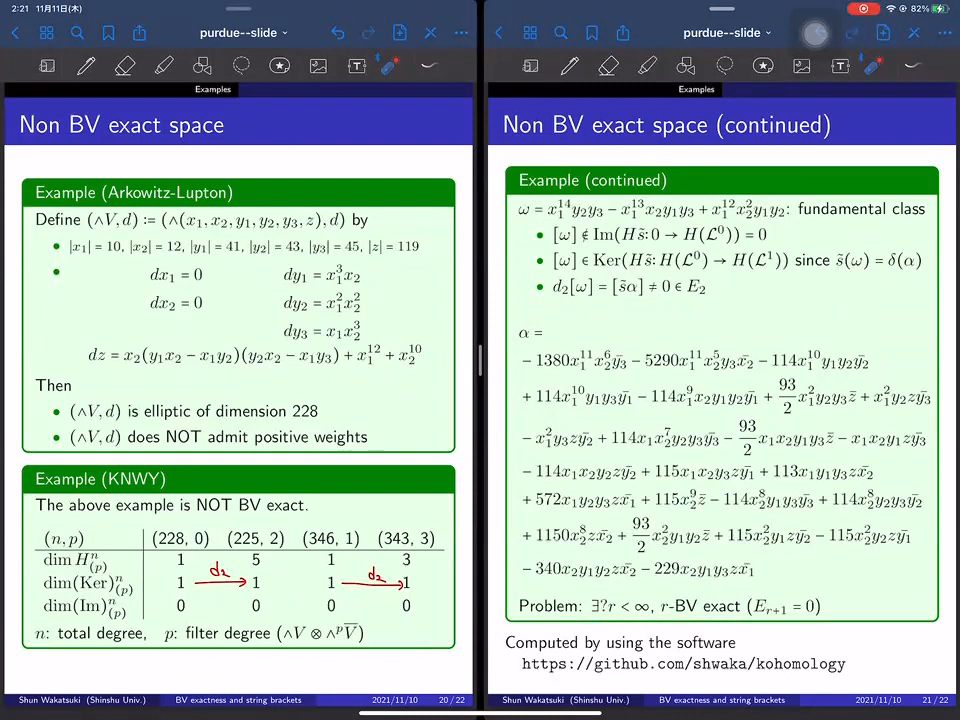 2:21 11月11日(木)
82%
purdue--slide
purdue--slide
Examples
Non BV exact space
Example (Arkowitz-Lupton)
Define (∧V, d) := (∧(x₁, x₂, y₁, y₂, y₃, z), d) by
• |x₁| = 10, |x₂| = 12, |y₁| = 41, |y₂| = 43, |y₃| = 45, |z| = 119
• dx₁ = 0 dy₁ = x₁³x₂
dx₂ = 0 dy₂ = x₁²x₂²
dy₃ = x₁x₂³
dz = x₂(y₁x₂ − x₁y₂)(y₂x₂ − x₁y₃) + x₁¹² + x₂¹⁰
Then
• (∧V, d) is elliptic of dimension 228
• (∧V, d) does NOT admit positive weights
Example (KNWY)
The above example is NOT BV exact.
(n, p) (228, 0) (225, 2) (346, 1) (343, 3)
dim Hⁿ₍ₚ₎ 1 5 1 3
d₂ d₂
dim(Ker)ⁿ₍ₚ₎ 1 1 1 1
dim(Im)ⁿ₍ₚ₎ 0 0 0 0
n: total degree, p: filter degree (∧V ⊗ ∧ᵖV̅)
Shun Wakatsuki (Shinshu Univ.) BV exactness and string brackets 2021/11/10 20 / 22
Examples
Non BV exact space (continued)
Example (continued)
ω = x₁¹⁴y₂y₃ − x₁¹³x₂y₁y₃ + x₁¹²x₂²y₁y₂: fundamental class
• [ω] ∉ Im(Hs̃: 0 → H(𝓛⁰)) = 0
• [ω] ∈ Ker(Hs̃: H(𝓛⁰) → H(𝓛¹)) since s̃(ω) = δ(α)
• d₂[ω] = [s̃α] ≠ 0 ∈ E₂
α =
− 1380x₁¹¹x₂⁶ȳ₃ − 5290x₁¹¹x₂⁵y₃x̄₂ − 114x₁¹⁰y₁y₂ȳ₂
+ 114x₁¹⁰y₁y₃ȳ₁ − 114x₁⁹x₂y₁y₂ȳ₁ + 93/2 x₁²y₂y₃z̄ + x₁²y₂zȳ₃
− x₁²y₃zȳ₂ + 114x₁x₂⁷y₂y₃ȳ₃ − 93/2 x₁x₂y₁y₃z̄ − x₁x₂y₁zȳ₃
− 114x₁x₂y₂zȳ₂ + 115x₁x₂y₃zȳ₁ + 113x₁y₁y₃zx̄₂
+ 572x₁y₂y₃zx̄₁ + 115x₂⁹z̄ − 114x₂⁸y₁y₃ȳ₃ + 114x₂⁸y₂y₃ȳ₂
+ 1150x₂⁸zx̄₂ + 93/2 x₂²y₁y₂z̄ + 115x₂²y₁zȳ₂ − 115x₂²y₂zȳ₁
− 340x₂y₁y₂zx̄₂ − 229x₂y₁y₃zx̄₁
Problem: ∃?r < ∞, r-BV exact (Eᵣ₊₁ = 0)
Computed by using the software
https://github.com/shwaka/kohomology
Shun Wakatsuki (Shinshu Univ.) BV exactness and string brackets 2021/11/10 21 / 22